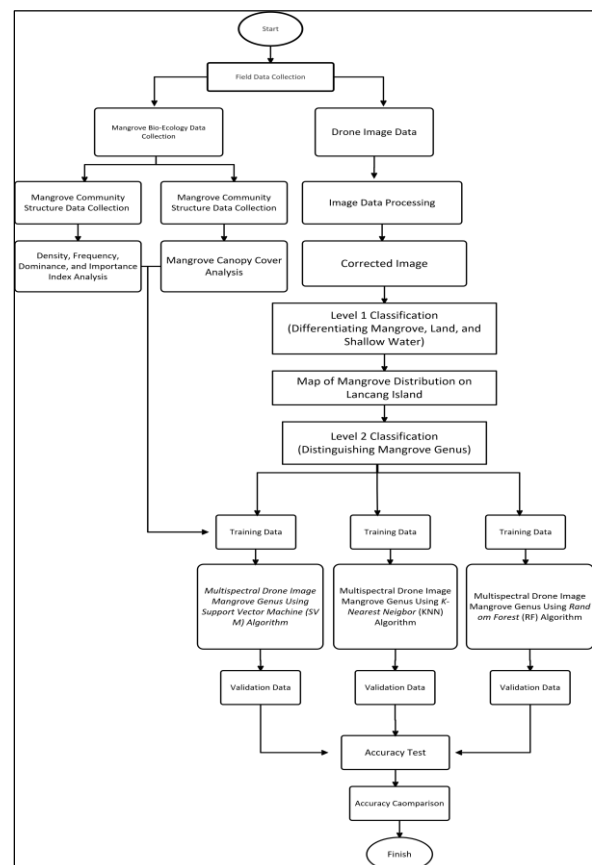 Start
Field Data Collection
Mangrove Bio-Ecology Data
Collection
Drone Image Data
Mangrove Community
Structure Data Collection
Mangrove Community
Structure Data Collection
Image Data Processing
Density, Frequency,
Dominance, and Importance
Index Analysis
Mangrove Canopy Cover
Analysis
Corrected Image
Level 1 Classification
(Differentiating Mangrove, Land, and
Shallow Water)
Map of Mangrove Distribution on
Lancang Island
Level 2 Classification
(Distinguishing Mangrove Genus)
Training Data
Training Data
Training Data
Multispectral Drone Image
Mangrove Genus Using
Support Vector Machine (SV
M) Algorithm
Multispectral Drone Image
Mangrove Genus Using K-
Nearest Neigbor (KNN)
Algorithm
Multispectral Drone Image
Mangrove Genus Using Rand
om Forest (RF) Algorithm
Validation Data
Validation Data
Validation Data
Accuracy Test
Accuracy Caomparison
Finish